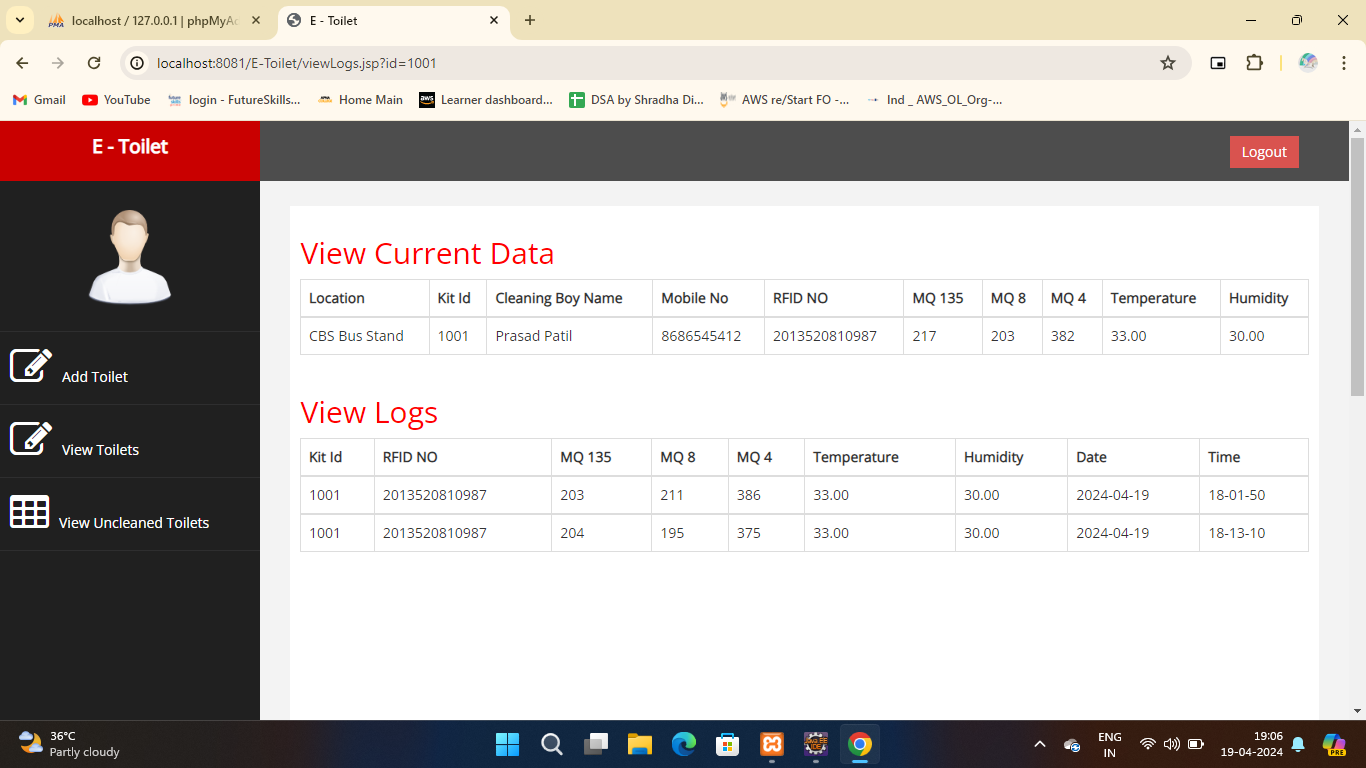 localhost / 127.0.0.1 | phpMyAd
E - Toilet
localhost:8081/E-Toilet/viewLogs.jsp?id=1001
Gmail YouTube login - FutureSkills... Home Main aws Learner dashboard... DSA by Shradha Di... AWS re/Start FO -... Ind _ AWS_OL_Org-...
E - Toilet
Logout
Add Toilet
View Toilets
View Uncleaned Toilets
View Current Data
Location Kit Id Cleaning Boy Name Mobile No RFID NO MQ 135 MQ 8 MQ 4 Temperature Humidity
CBS Bus Stand 1001 Prasad Patil 8686545412 2013520810987 217 203 382 33.00 30.00
View Logs
Kit Id RFID NO MQ 135 MQ 8 MQ 4 Temperature Humidity Date Time
1001 2013520810987 203 211 386 33.00 30.00 2024-04-19 18-01-50
1001 2013520810987 204 195 375 33.00 30.00 2024-04-19 18-13-10
36°C
Partly cloudy
ENG
IN
19:06
19-04-2024
PRE